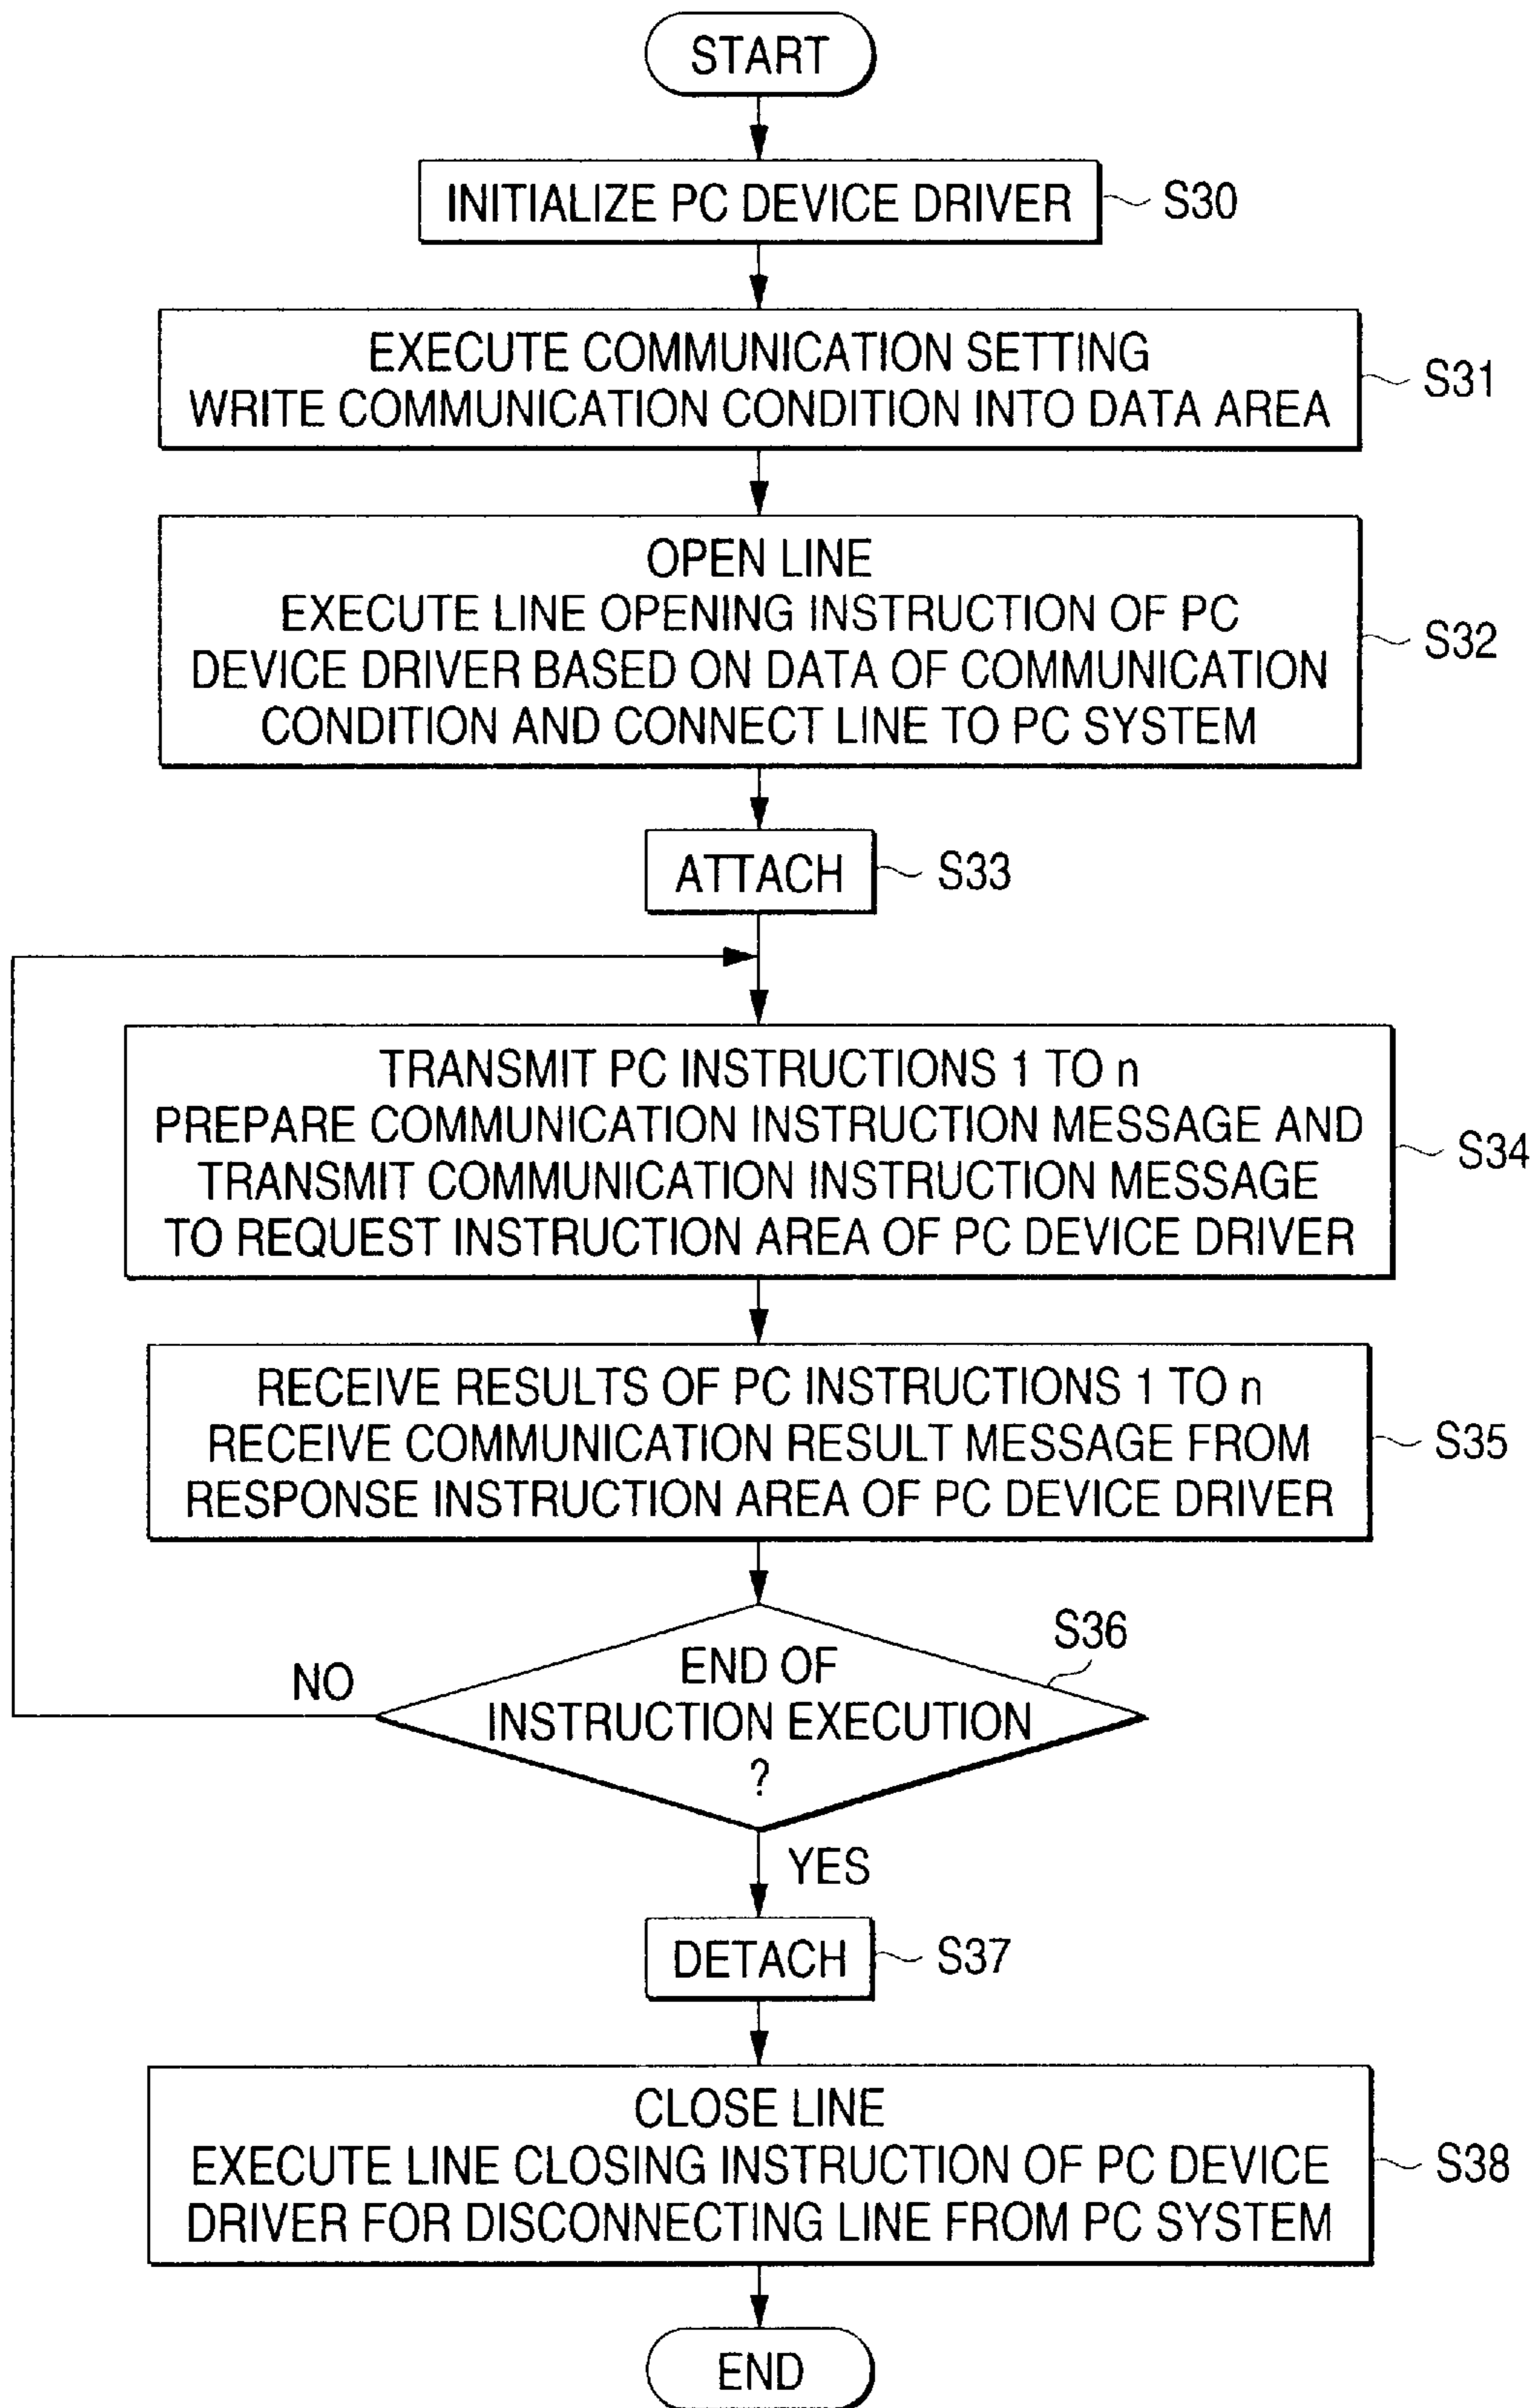 START
INITIALIZE PC DEVICE DRIVER
S30
EXECUTE COMMUNICATION SETTING
WRITE COMMUNICATION CONDITION INTO DATA AREA
S31
OPEN LINE
EXECUTE LINE OPENING INSTRUCTION OF PC
DEVICE DRIVER BASED ON DATA OF COMMUNICATION
CONDITION AND CONNECT LINE TO PC SYSTEM
S32
ATTACH
S33
TRANSMIT PC INSTRUCTIONS 1 TO n
PREPARE COMMUNICATION INSTRUCTION MESSAGE AND
TRANSMIT COMMUNICATION INSTRUCTION MESSAGE
TO REQUEST INSTRUCTION AREA OF PC DEVICE DRIVER
S34
RECEIVE RESULTS OF PC INSTRUCTIONS 1 TO n
RECEIVE COMMUNICATION RESULT MESSAGE FROM
RESPONSE INSTRUCTION AREA OF PC DEVICE DRIVER
S35
S36
NO
END OF
INSTRUCTION EXECUTION
?
YES
DETACH
S37
CLOSE LINE
EXECUTE LINE CLOSING INSTRUCTION OF PC DEVICE
DRIVER FOR DISCONNECTING LINE FROM PC SYSTEM
S38
END